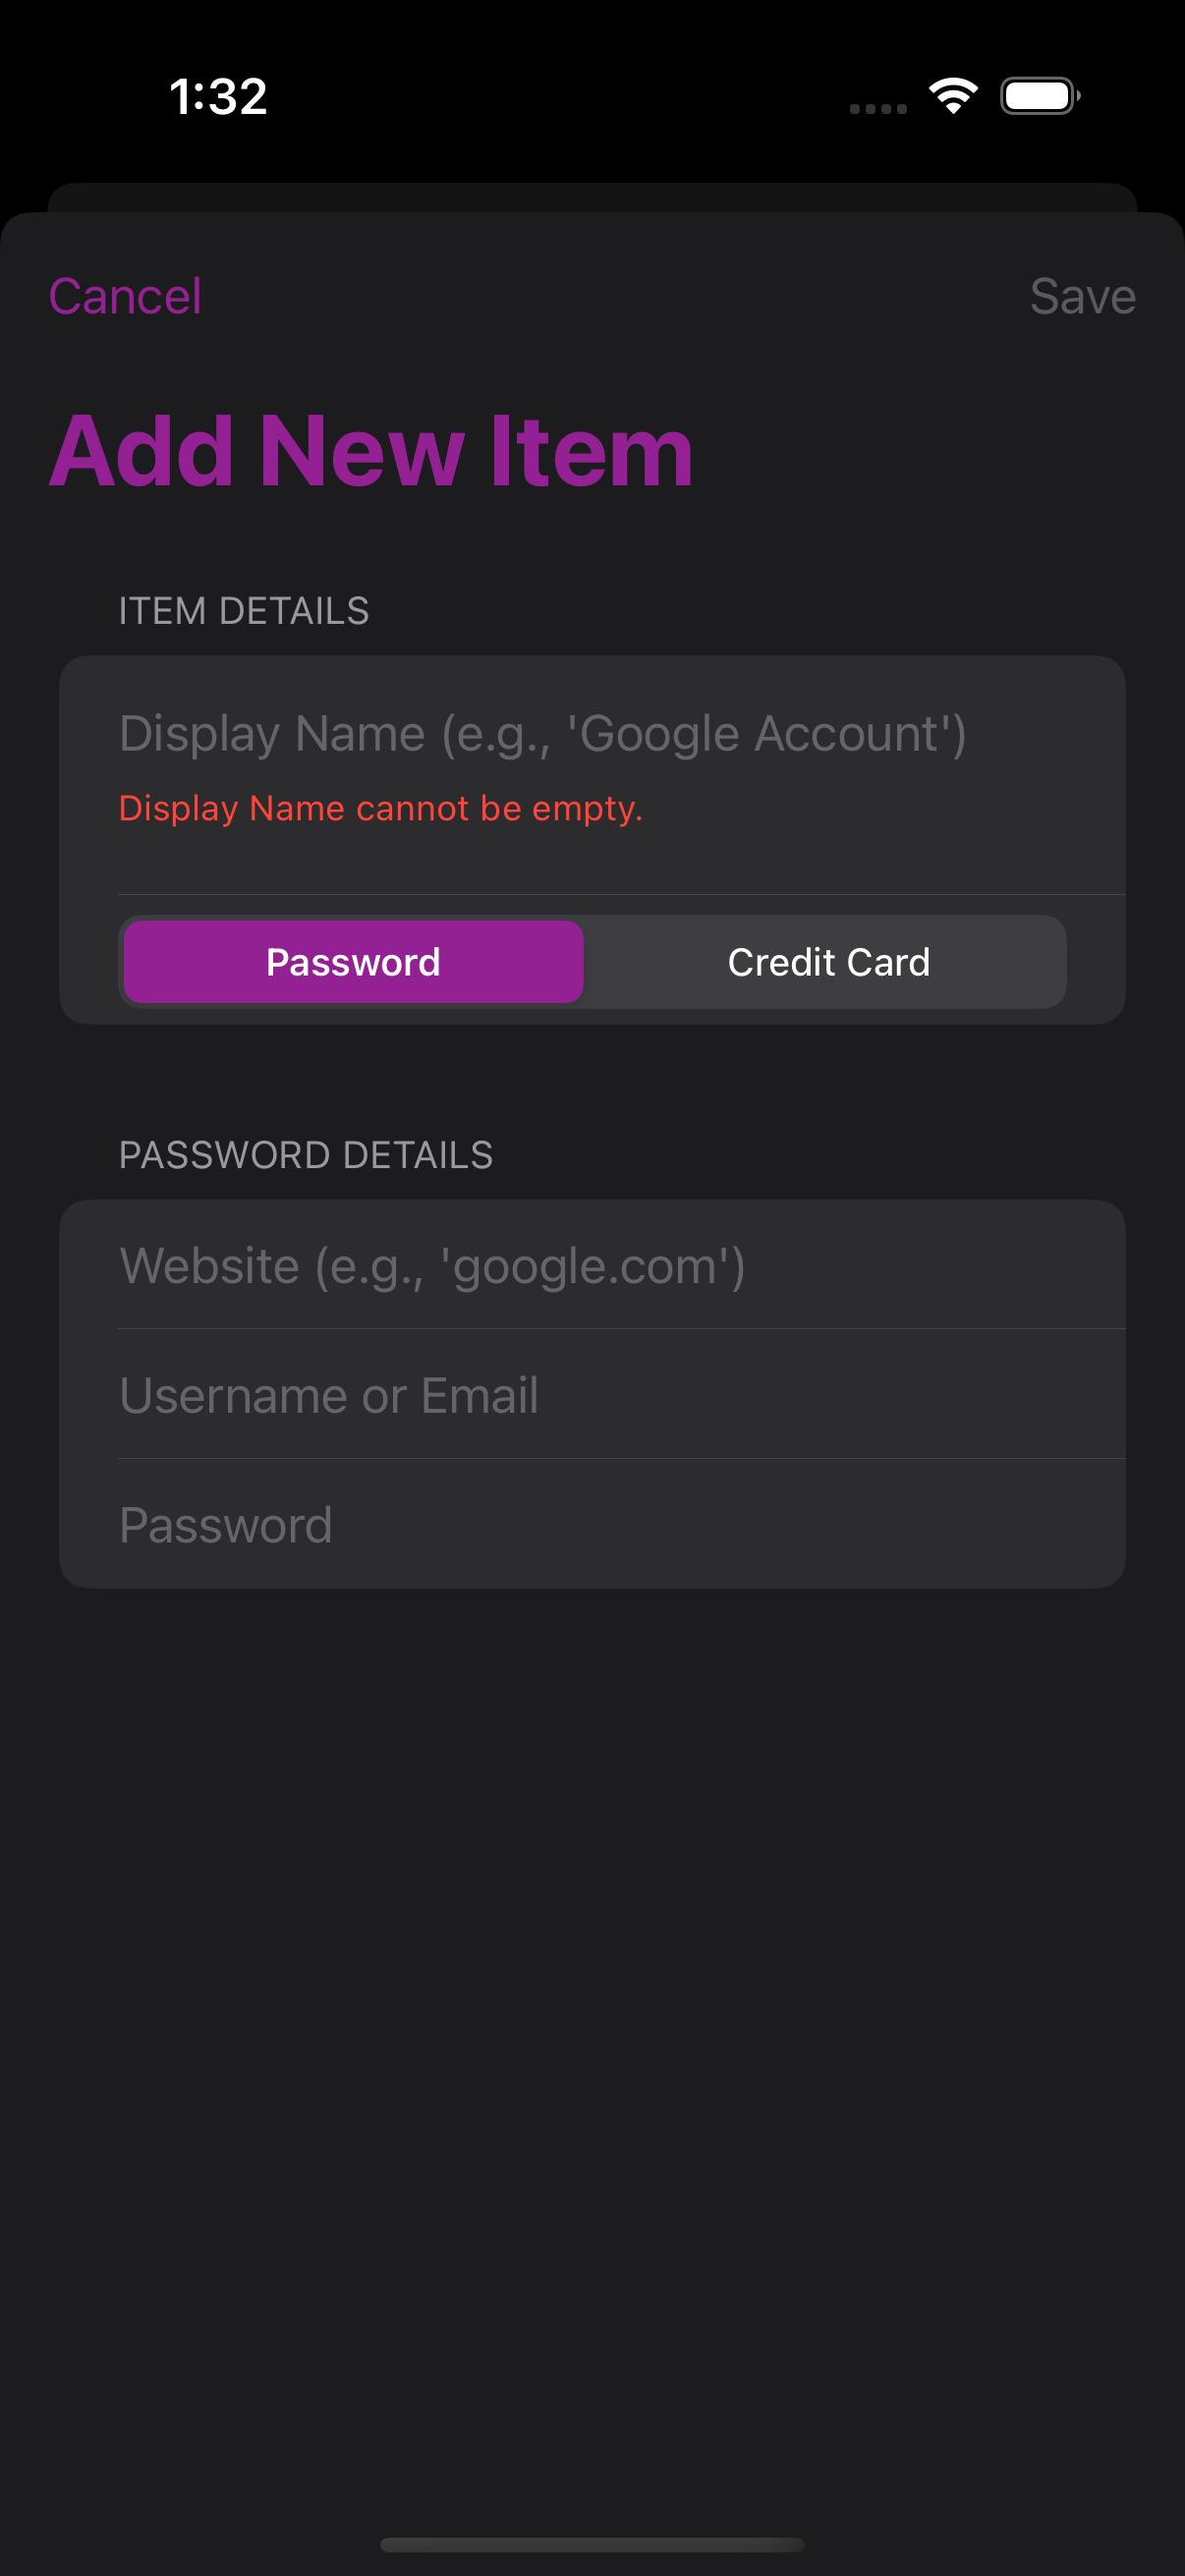 1:32
Cancel
Save
Add New Item
ITEM DETAILS
Display Name (e.g., 'Google Account')
Display Name cannot be empty.
Password
Credit Card
PASSWORD DETAILS
Website (e.g., 'google.com')
Username or Email
Password